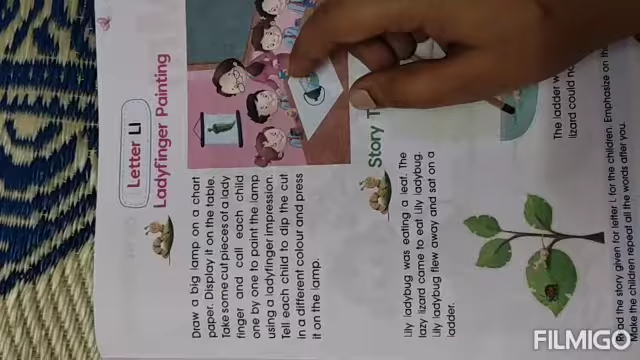 Letter Ll
Ladyfinger Painting
Draw a big lamp on a chart
paper. Display it on the table.
Take some cut pieces of a lady
finger and call each child
one by one to paint the lamp
using a ladyfinger impression.
Tell each child to dip the cut
in a different colour and press
it on the lamp.
Story T
Lily ladybug was eating a leaf. The
lazy lizard came to eat Lily ladybug.
Lily ladybug flew away and sat on a
ladder.
The ladder w
lizard could no
ad the story given for letter L for the children. Emphasize on th
Make the children repeat all the words after you.
FILMIGO